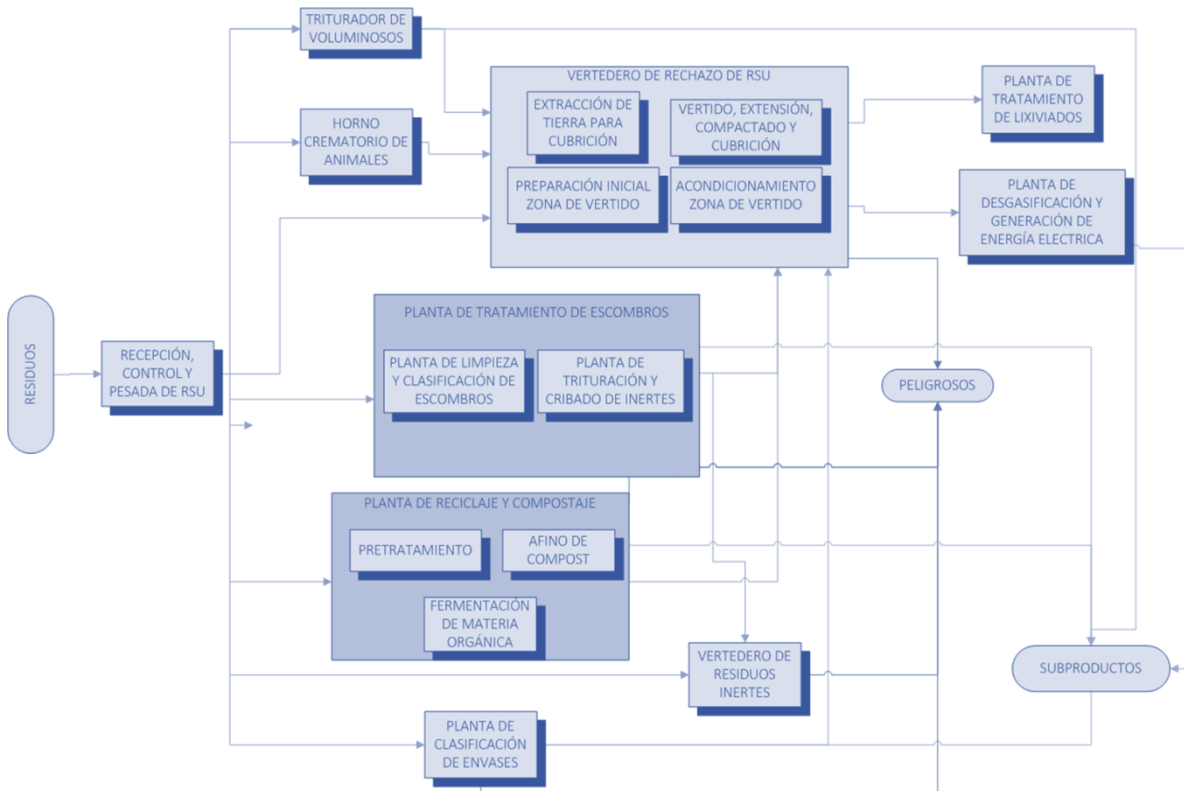 TRITURADOR DE
VOLUMINOSOS
HORNO
CREMATORIO DE
ANIMALES
VERTEDERO DE RECHAZO DE RSU
EXTRACCIÓN DE
TIERRA PARA
CUBRICIÓN
VERTIDO, EXTENSIÓN,
COMPACTADO Y
CUBRICIÓN
PREPARACIÓN INICIAL
ZONA DE VERTIDO
ACONDICIONAMIENTO
ZONA DE VERTIDO
PLANTA DE
TRATAMIENTO
DE LIXIVIADOS
PLANTA DE
DESGASIFICACIÓN Y
GENERACIÓN DE
ENERGÍA ELECTRICA
RESIDUOS
RECEPCIÓN,
CONTROL Y
PESADA DE RSU
PLANTA DE TRATAMIENTO DE ESCOMBROS
PLANTA DE LIMPIEZA
Y CLASIFICACIÓN DE
ESCOMBROS
PLANTA DE
TRITURACIÓN Y
CRIBADO DE INERTES
PELIGROSOS
PLANTA DE RECICLAJE Y COMPOSTAJE
PRETRATAMIENTO
AFINO DE
COMPOST
FERMENTACIÓN
DE MATERIA
ORGÁNICA
VERTEDERO DE
RESIDUOS
INERTES
SUBPRODUCTOS
PLANTA DE
CLASIFICACIÓN
DE ENVASES